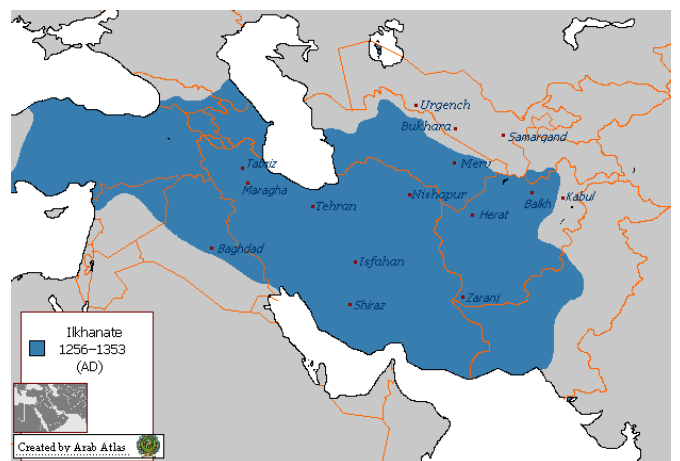 Urgench
Bukhara
Samarqand
Tabriz
Meru
Maragha
Nishapur
Balkh
Kabul
Tehran
Herat
Baghdad
Isfahan
Zaranj
Shiraz
Ilkhanate
1256-1353
(AD)
Created by Arab Atlas